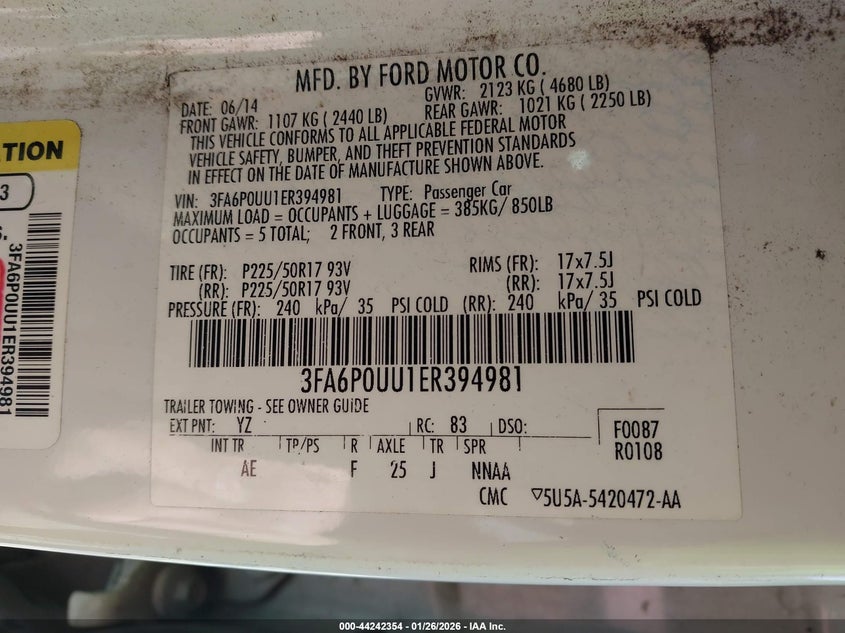 MFD. BY FORD MOTOR CO.
DATE: 06/14 GVWR: 2123 KG ( 4680 LB)
FRONT GAWR: 1107 KG ( 2440 LB) REAR GAWR: 1021 KG ( 2250 LB)
THIS VEHICLE CONFORMS TO ALL APPLICABLE FEDERAL MOTOR
VEHICLE SAFETY, BUMPER, AND THEFT PREVENTION STANDARDS
IN EFFECT ON THE DATE OF MANUFACTURE SHOWN ABOVE.
VIN: 3FA6P0UU1ER394981 TYPE: Passenger Car
MAXIMUM LOAD = OCCUPANTS + LUGGAGE = 385KG/ 850LB
OCCUPANTS = 5 TOTAL; 2 FRONT, 3 REAR
TIRE (FR): P225/50R17 93V RIMS (FR): 17x7.5J
(RR): P225/50R17 93V (RR): 17x7.5J
PRESSURE (FR): 240 kPa/ 35 PSI COLD (RR): 240 kPa/ 35 PSI COLD
3FA6P0UU1ER394981
TRAILER TOWING - SEE OWNER GUIDE
EXT PNT: YZ RC: 83 DSO:
INT TR TP/PS R AXLE TR SPR
AE F 25 J NNAA
F0087
R0108
CMC ▽5U5A-5420472-AA
TION
3
3FA6P0UU1ER394981
000-44242354 - 01/26/2026 - IAA Inc.